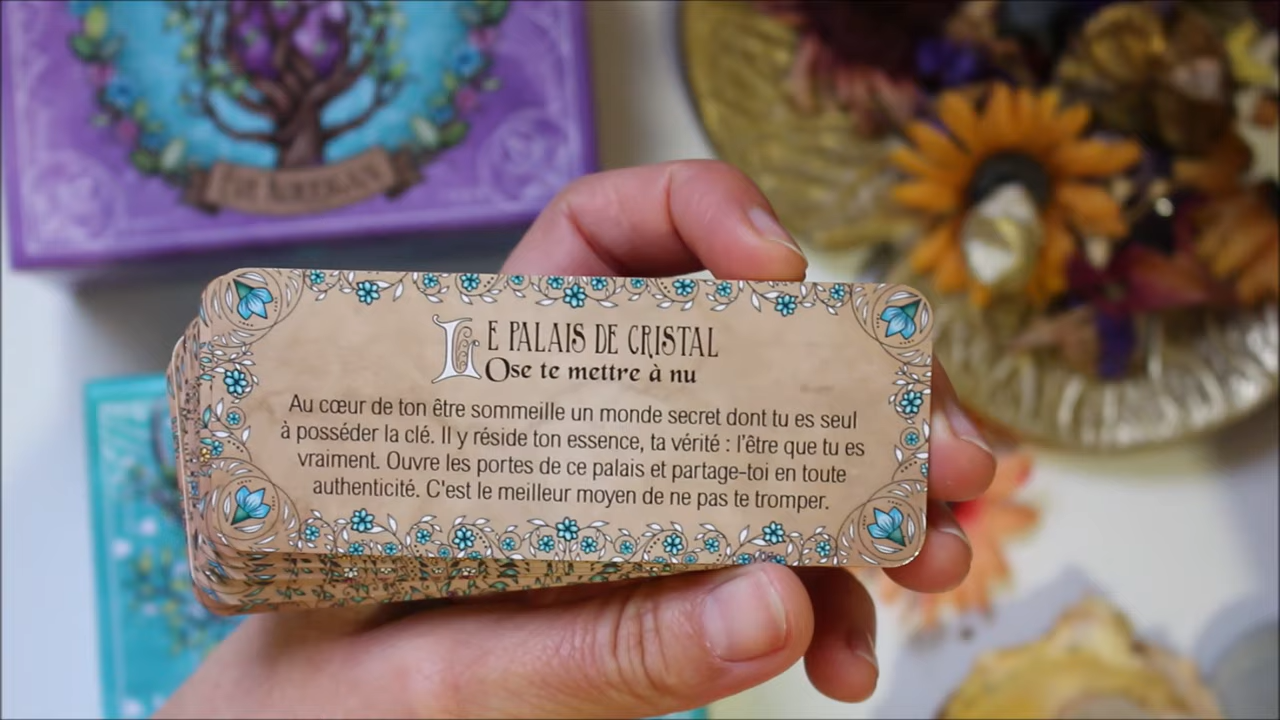 LE PALAIS DE CRISTAL
Ose te mettre à nu
Au cœur de ton être sommeille un monde secret dont tu es seul
à posséder la clé. Il y réside ton essence, ta vérité : l'être que tu es
vraiment. Ouvre les portes de ce palais et partage-toi en toute
authenticité. C'est le meilleur moyen de ne pas te tromper.